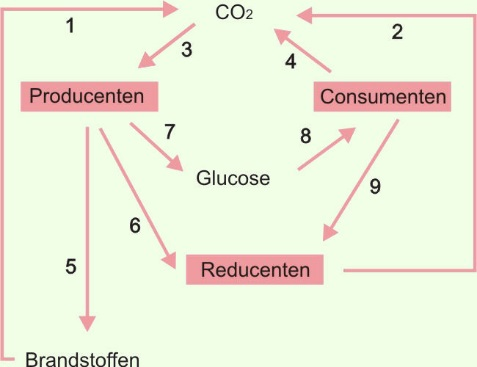 CO₂
1
2
3
4
Producenten
Consumenten
7
8
Glucose
9
6
5
Reducenten
Brandstoffen